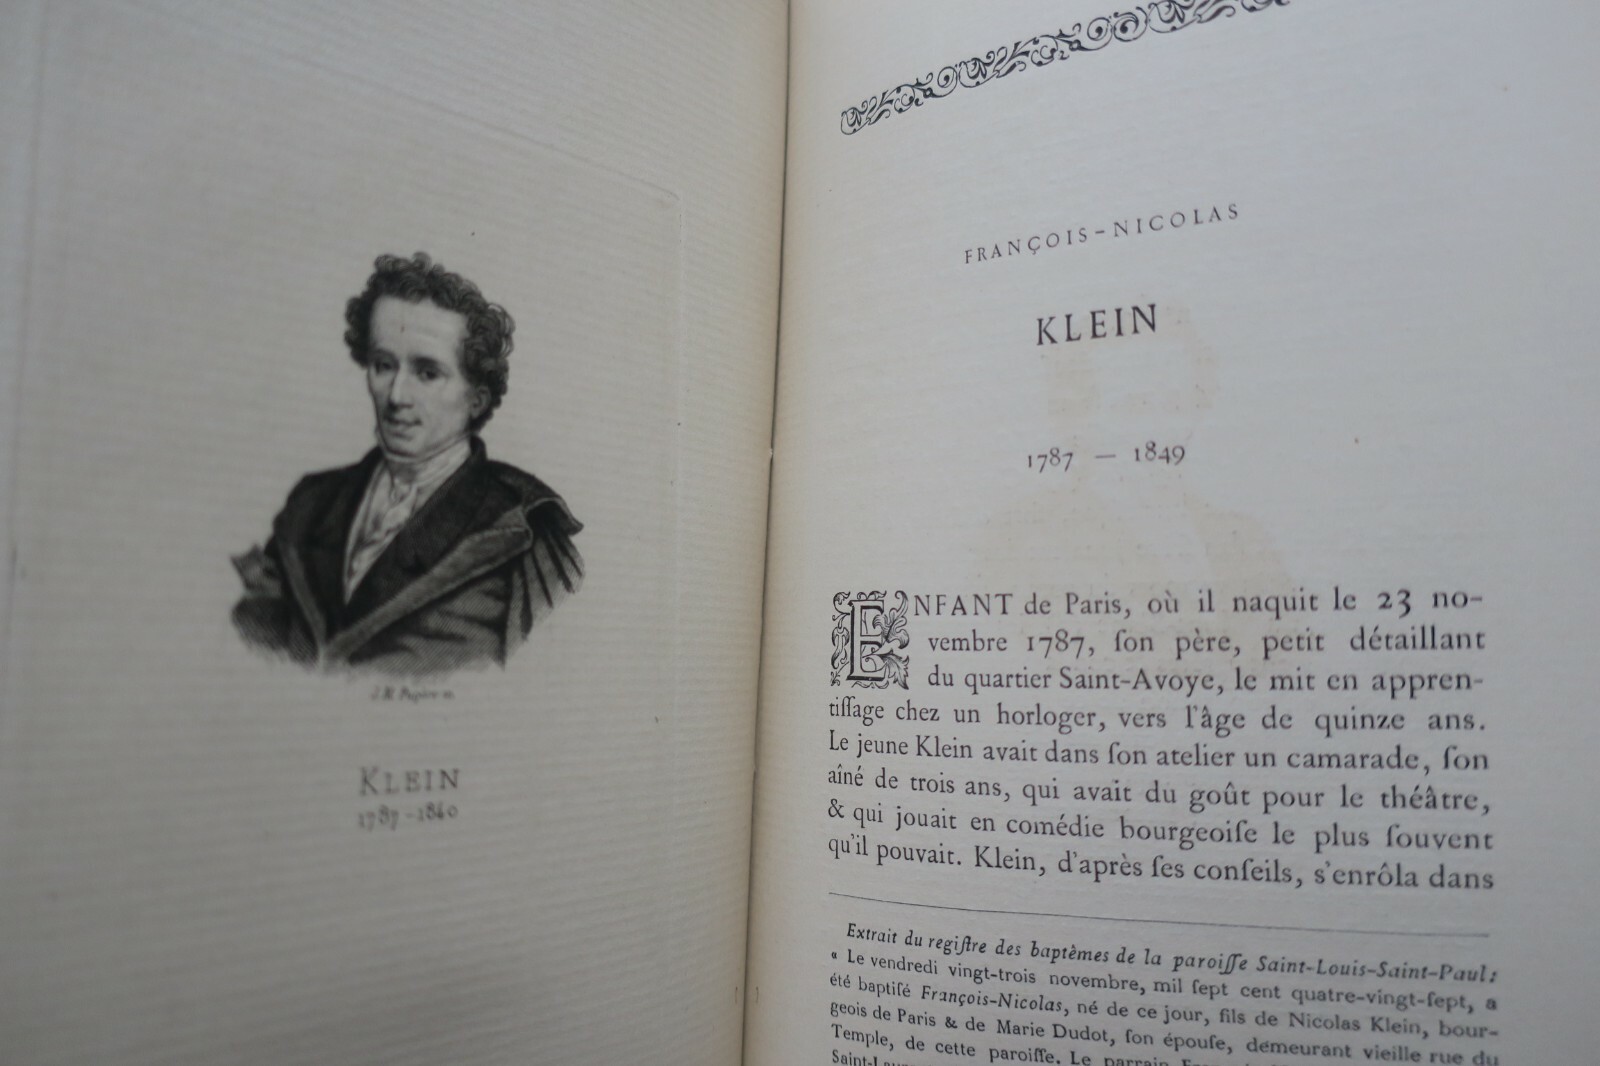 KLEIN
1787-1840
FRANÇOIS-NICOLAS
KLEIN
1787 — 1849
ENFANT de Paris, où il naquit le 23 no-
vembre 1787, ſon père, petit détaillant
du quartier Saint-Avoye, le mit en appren-
tiſſage chez un horloger, vers l'âge de quinze ans.
Le jeune Klein avait dans ſon atelier un camarade, ſon
aîné de trois ans, qui avait du goût pour le théâtre,
& qui jouait en comédie bourgeoiſe le plus ſouvent
qu'il pouvait. Klein, d'après ſes conſeils, s'enrôla dans
Extrait du regiſtre des baptêmes de la paroiſſe Saint-Louis-Saint-Paul:
« Le vendredi vingt-trois novembre, mil ſept cent quatre-vingt-ſept, a
été baptiſé François-Nicolas, né de ce jour, fils de Nicolas Klein, bour-
geois de Paris & de Marie Dudot, ſon épouſe, demeurant vieille rue du
Temple, de cette paroiſſe. Le parrain